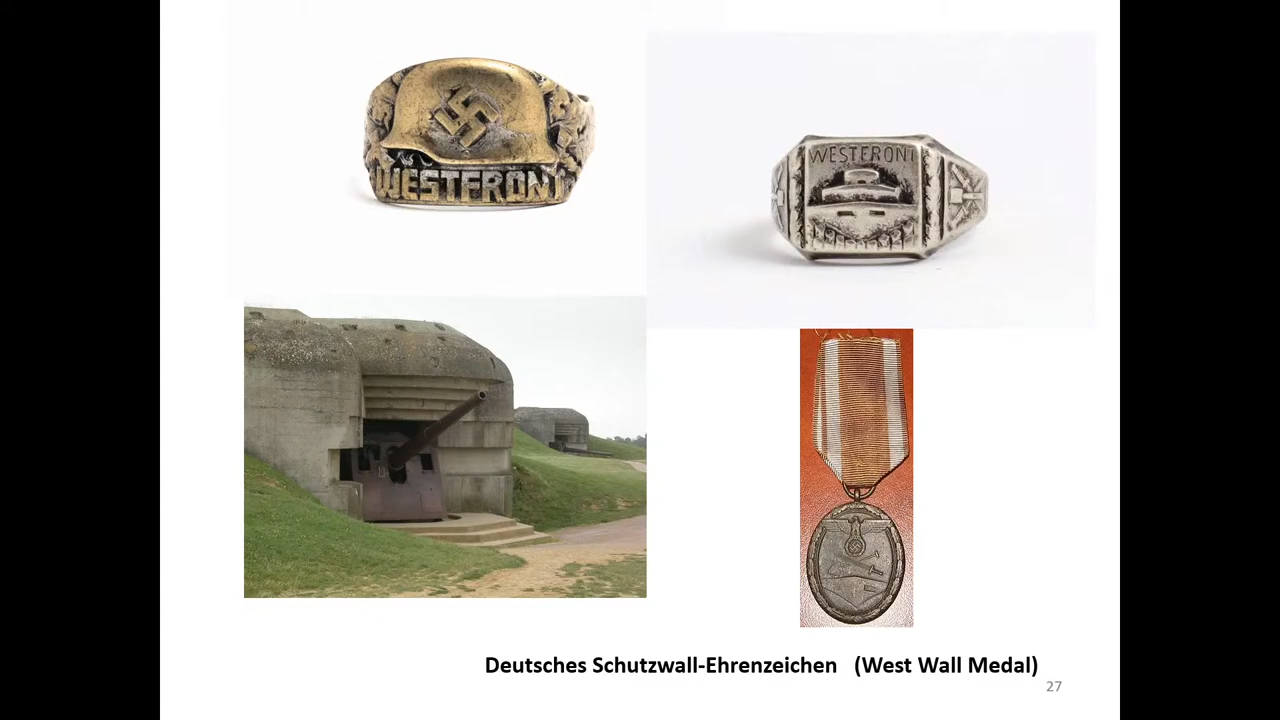 WESTFRONT
WESTFRONT
Deutsches Schutzwall-Ehrenzeichen (West Wall Medal)
27